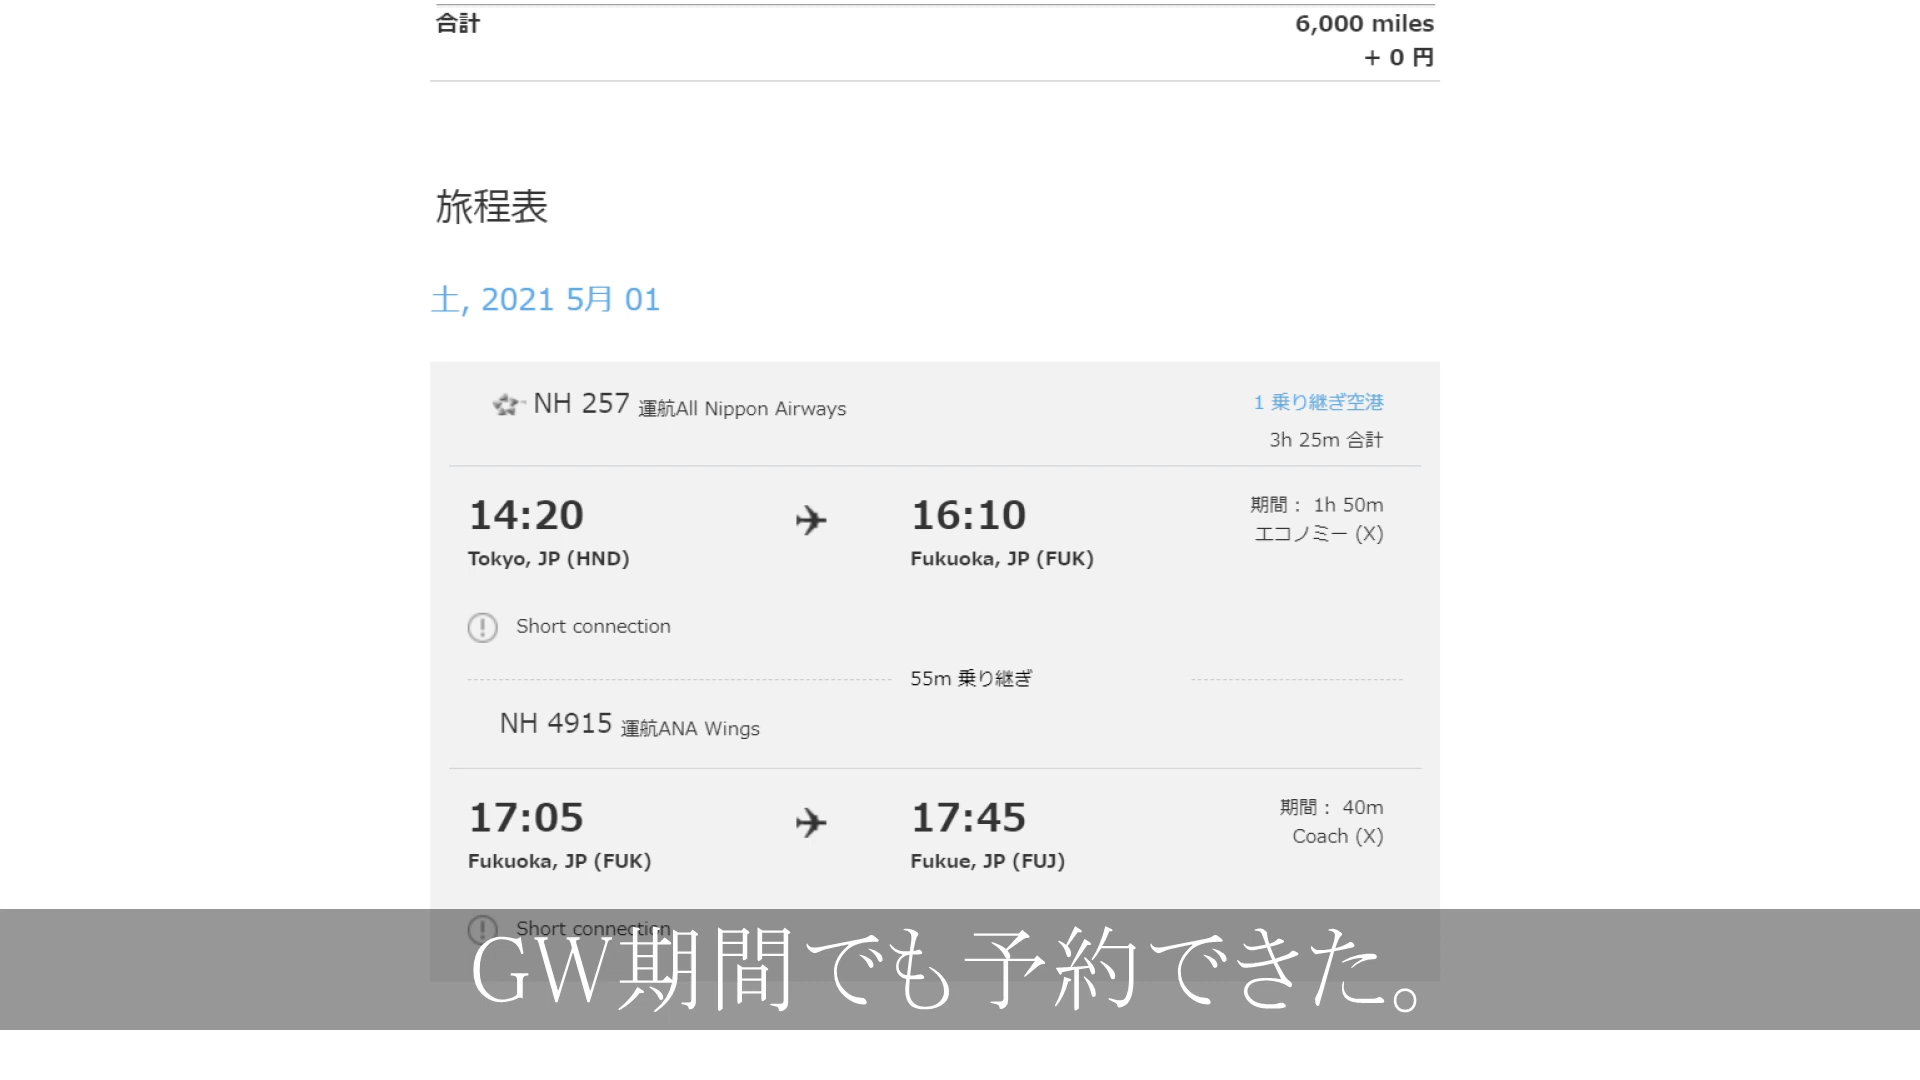 合計 6,000 miles
+ 0 円
旅程表
土, 2021 5月 01
NH 257 運航All Nippon Airways 1 乗り継ぎ空港
3h 25m 合計
14:20 16:10 期間： 1h 50m
Tokyo, JP (HND) Fukuoka, JP (FUK) エコノミー (X)
Short connection
55m 乗り継ぎ
NH 4915 運航ANA Wings
17:05 17:45 期間： 40m
Fukuoka, JP (FUK) Fukue, JP (FUJ) Coach (X)
Short connection
GW期間でも予約できた。